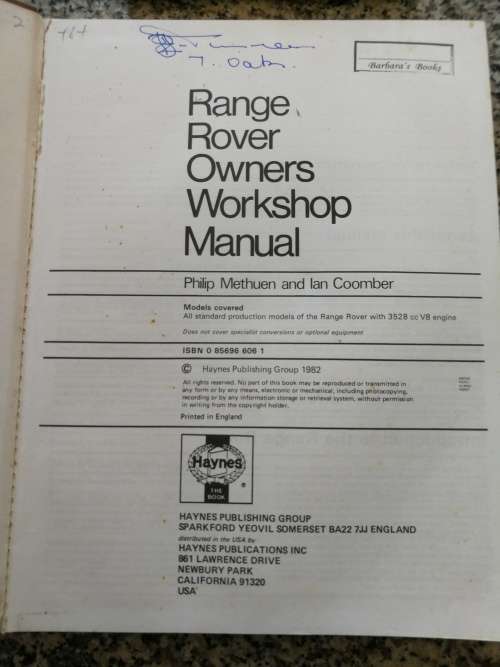 2
Barbara's Books
Range
Rover
Owners
Workshop
Manual
Philip Methuen and Ian Coomber
Models covered
All standard production models of the Range Rover with 3528 cc V8 engine
Does not cover specialist conversions or optional equipment
ISBN 0 85696 606 1
© Haynes Publishing Group 1982
All rights reserved. No part of this book may be reproduced or transmitted in
any form or by any means, electronic or mechanical, including photocopying,
recording or by any information storage or retrieval system, without permission
in writing from the copyright holder.
Printed in England
Haynes
THE
BOOK
®
HAYNES PUBLISHING GROUP
SPARKFORD YEOVIL SOMERSET BA22 7JJ ENGLAND
distributed in the USA by
HAYNES PUBLICATIONS INC
861 LAWRENCE DRIVE
NEWBURY PARK
CALIFORNIA 91320
USA